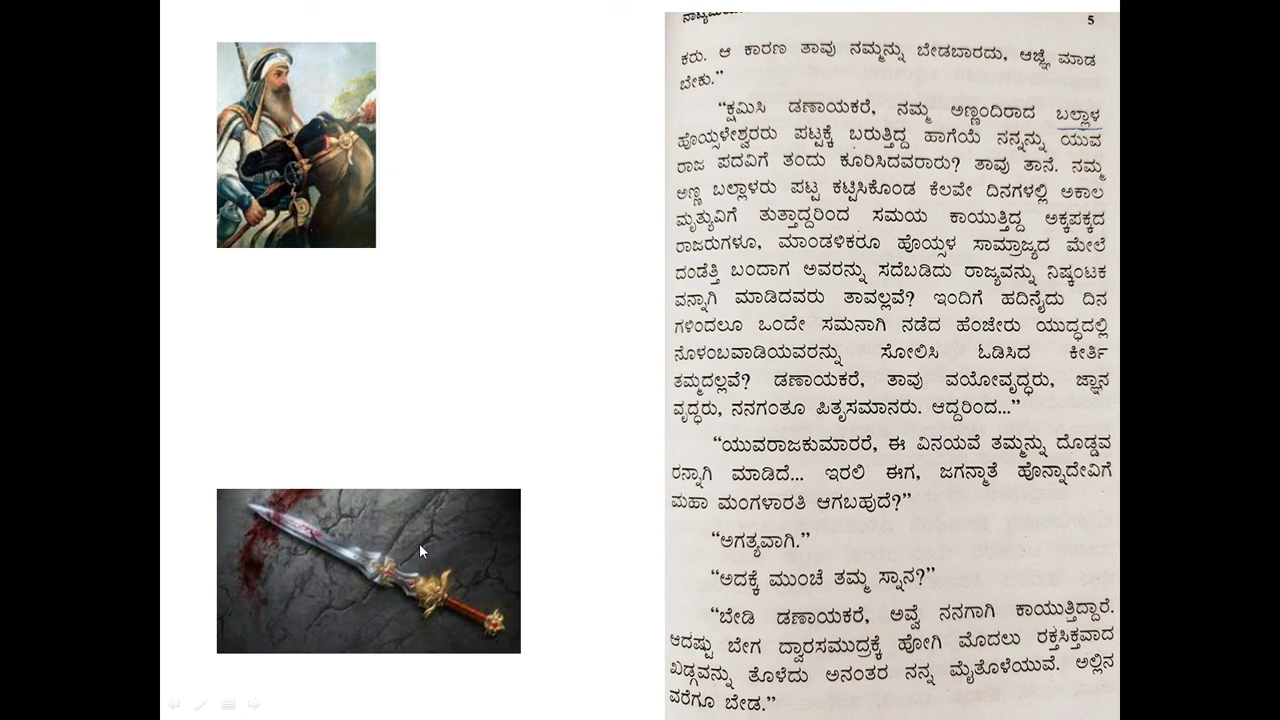 5
ಕರು. ಆ ಕಾರಣ ತಾವು ನಮ್ಮನ್ನು ಬೇಡಬಾರದು, ಆಜ್ಞೆ ಮಾಡ
ಬೇಕು.”
“ಕ್ಷಮಿಸಿ ಡಣಾಯಕರೆ, ನಮ್ಮ ಅಣ್ಣಂದಿರಾದ ಬಲ್ಲಾಳ
ಹೊಯ್ಸಳೇಶ್ವರರು ಪಟ್ಟಕ್ಕೆ ಬರುತ್ತಿದ್ದ ಹಾಗೆಯೆ ನನ್ನನ್ನು ಯುವ
ರಾಜ ಪದವಿಗೆ ತಂದು ಕೂರಿಸಿದವರಾರು? ತಾವು ತಾನೆ. ನಮ್ಮ
ಅಣ್ಣ ಬಲ್ಲಾಳರು ಪಟ್ಟ ಕಟ್ಟಿಸಿಕೊಂಡ ಕೆಲವೇ ದಿನಗಳಲ್ಲಿ ಅಕಾಲ
ಮೃತ್ಯುವಿಗೆ ತುತ್ತಾದ್ದರಿಂದ ಸಮಯ ಕಾಯುತ್ತಿದ್ದ ಅಕ್ಕಪಕ್ಕದ
ರಾಜರುಗಳೂ, ಮಾಂಡಳಿಕರೂ ಹೊಯ್ಸಳ ಸಾಮ್ರಾಜ್ಯದ ಮೇಲೆ
ದಂಡೆತ್ತಿ ಬಂದಾಗ ಅವರನ್ನು ಸದೆಬಡಿದು ರಾಜ್ಯವನ್ನು ನಿಷ್ಕಂಟಕ
ವನ್ನಾಗಿ ಮಾಡಿದವರು ತಾವಲ್ಲವೆ? ಇಂದಿಗೆ ಹದಿನೈದು ದಿನ
ಗಳಿಂದಲೂ ಒಂದೇ ಸಮನಾಗಿ ನಡೆದ ಹೆಂಜೇರು ಯುದ್ಧದಲ್ಲಿ
ನೊಳಂಬವಾಡಿಯವರನ್ನು ಸೋಲಿಸಿ ಓಡಿಸಿದ ಕೀರ್ತಿ
ತಮ್ಮದಲ್ಲವೆ? ಡಣಾಯಕರೆ, ತಾವು ವಯೋವೃದ್ಧರು, ಜ್ಞಾನ
ವೃದ್ಧರು, ನನಗಂತೂ ಪಿತೃಸಮಾನರು. ಆದ್ದರಿಂದ...”
“ಯುವರಾಜಕುಮಾರರೆ, ಈ ವಿನಯವೆ ತಮ್ಮನ್ನು ದೊಡ್ಡವ
ರನ್ನಾಗಿ ಮಾಡಿದೆ... ಇರಲಿ ಈಗ, ಜಗನ್ಮಾತೆ ಹೊನ್ನಾದೇವಿಗೆ
ಮಹಾ ಮಂಗಳಾರತಿ ಆಗಬಹುದೆ?”
“ಅಗತ್ಯವಾಗಿ.”
“ಅದಕ್ಕೆ ಮುಂಚೆ ತಮ್ಮ ಸ್ನಾನ?”
“ಬೇಡಿ ಡಣಾಯಕರೆ, ಅವ್ವೆ ನನಗಾಗಿ ಕಾಯುತ್ತಿದ್ದಾರೆ.
ಆದಷ್ಟು ಬೇಗ ದ್ವಾರಸಮುದ್ರಕ್ಕೆ ಹೋಗಿ ಮೊದಲು ರಕ್ತಸಿಕ್ತವಾದ
ಖಡ್ಗವನ್ನು ತೊಳೆದು ಅನಂತರ ನನ್ನ ಮೈತೊಳೆಯುವೆ. ಅಲ್ಲಿನ
ವರೆಗೂ ಬೇಡ.”